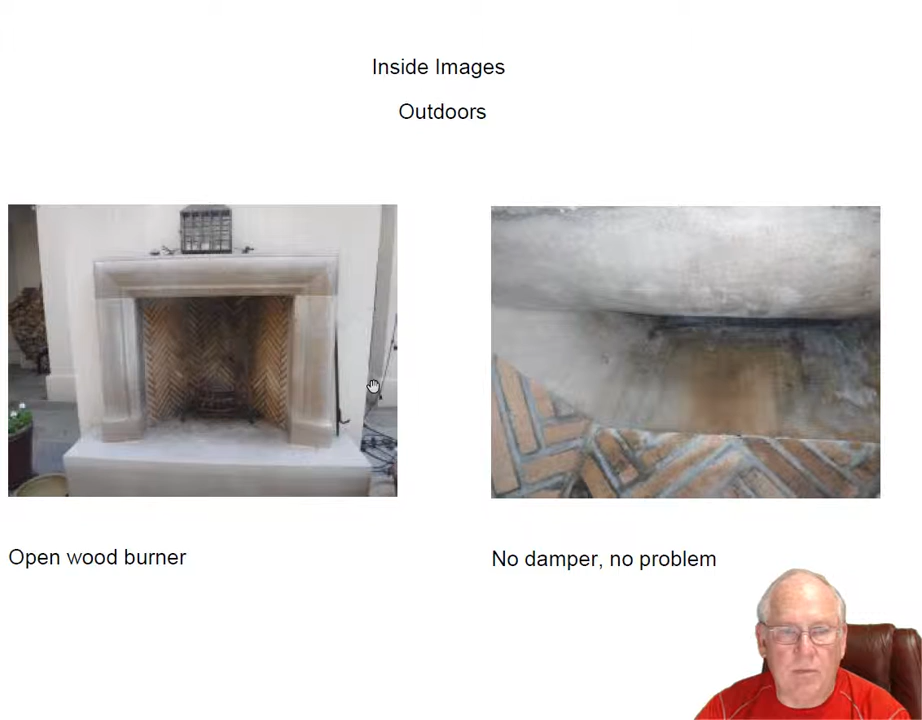 Inside Images
Outdoors
Open wood burner
No damper, no problem